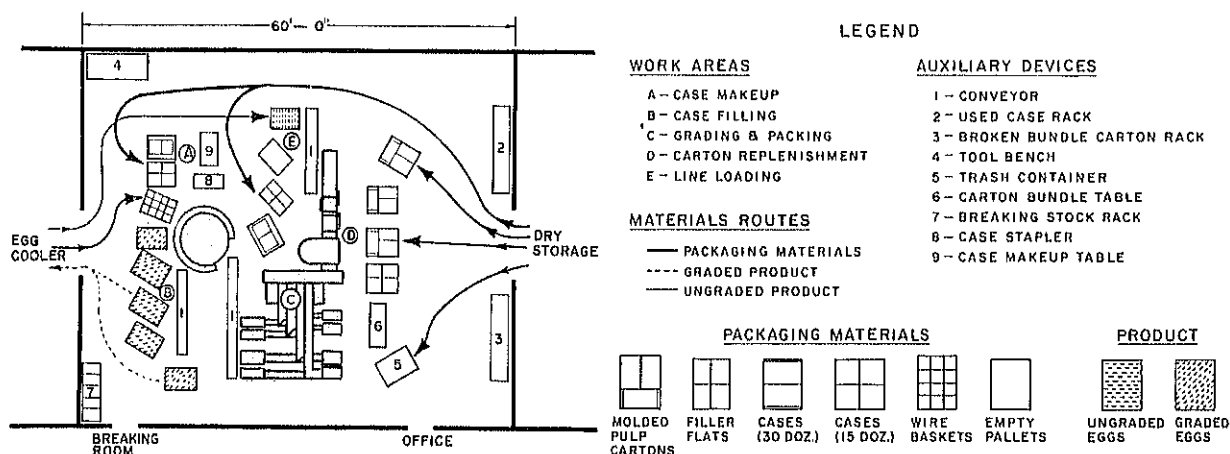 60'- 0"
4
2
A
9
8
E
1
EGG
COOLER
D
DRY
STORAGE
B
1
1
C
6
5
3
7
BREAKING
ROOM
OFFICE
LEGEND
WORK AREAS
A – CASE MAKEUP
B – CASE FILLING
C – GRADING & PACKING
D – CARTON REPLENISHMENT
E – LINE LOADING
MATERIALS ROUTES
PACKAGING MATERIALS
GRADED PRODUCT
UNGRADED PRODUCT
AUXILIARY DEVICES
1 – CONVEYOR
2 – USED CASE RACK
3 – BROKEN BUNDLE CARTON RACK
4 – TOOL BENCH
5 – TRASH CONTAINER
6 – CARTON BUNDLE TABLE
7 – BREAKING STOCK RACK
8 – CASE STAPLER
9 – CASE MAKEUP TABLE
PACKAGING MATERIALS
MOLDED
PULP
CARTONS
FILLER
FLATS
CASES
(30 DOZ.)
CASES
(15 DOZ.)
WIRE
BASKETS
EMPTY
PALLETS
PRODUCT
UNGRADED
EGGS
GRADED
EGGS